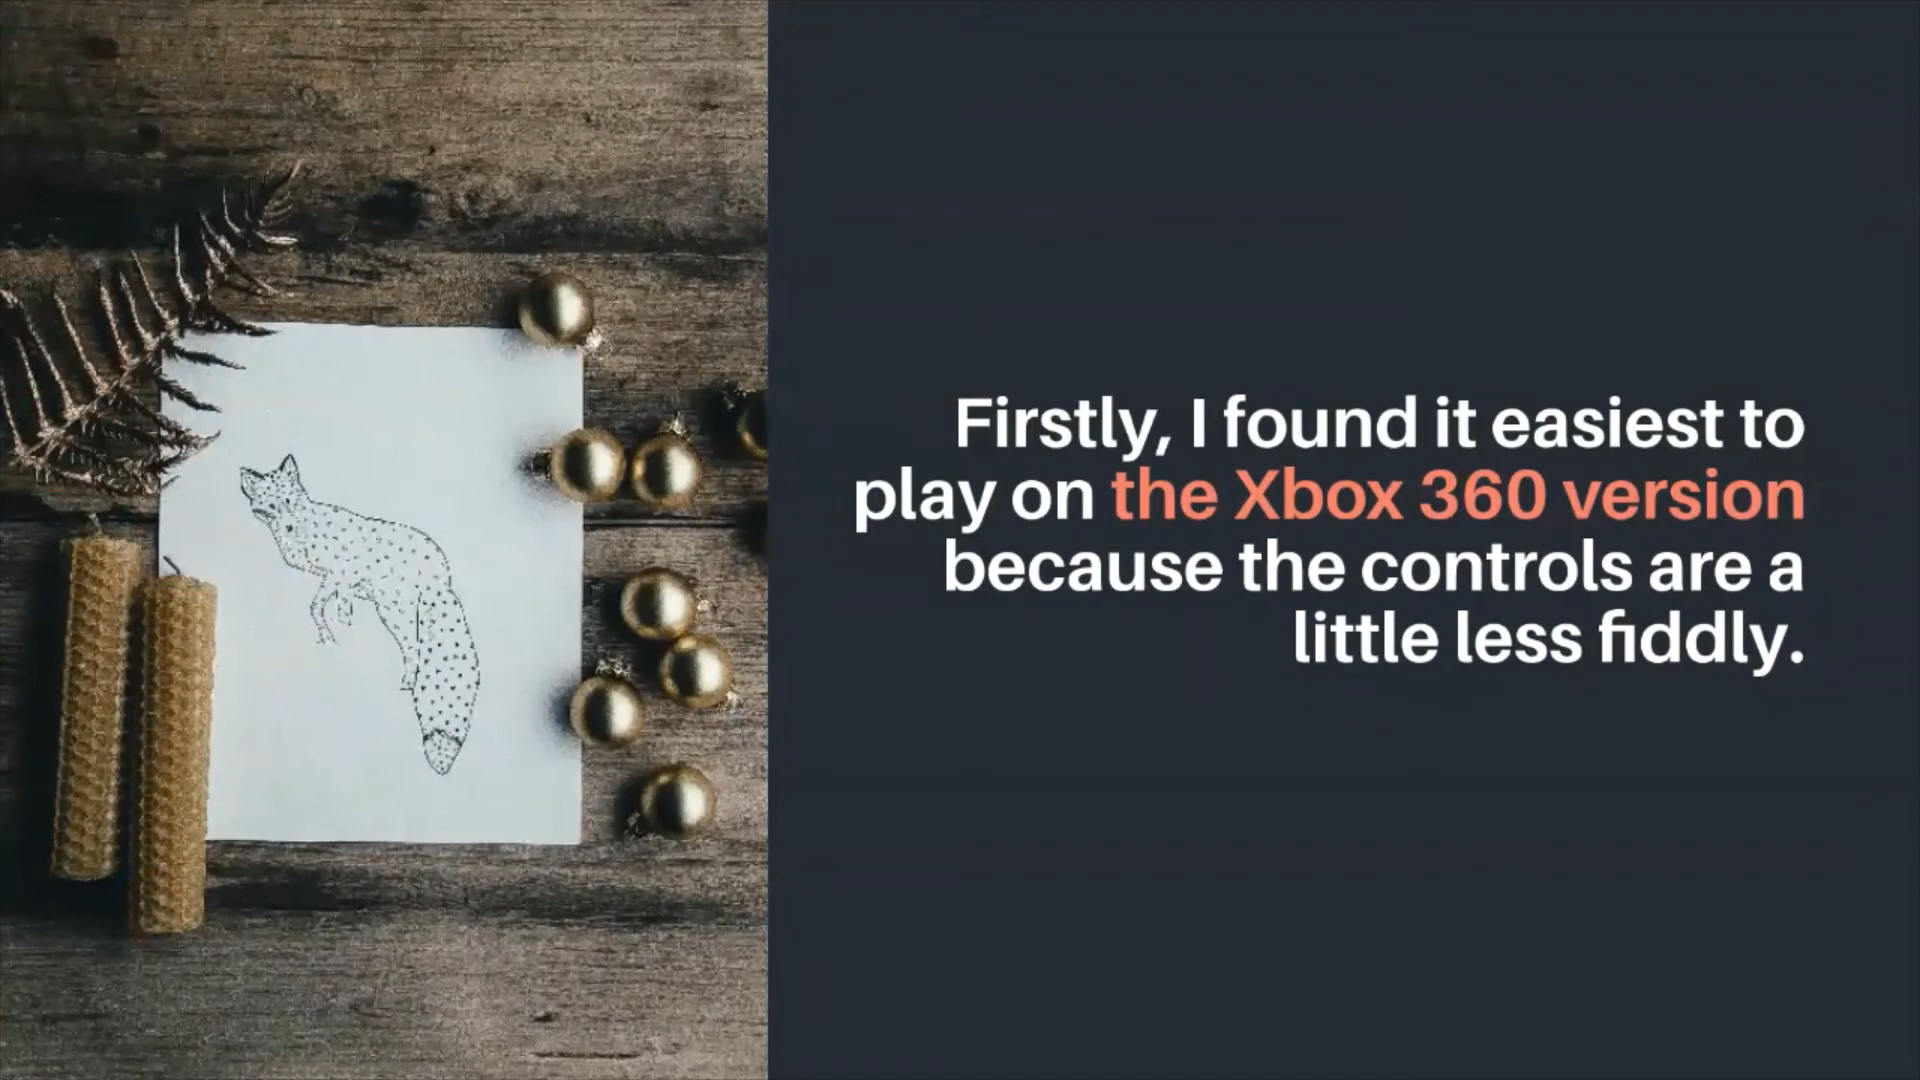 Firstly, I found it easiest to
play on the Xbox 360 version
because the controls are a
little less fiddly.